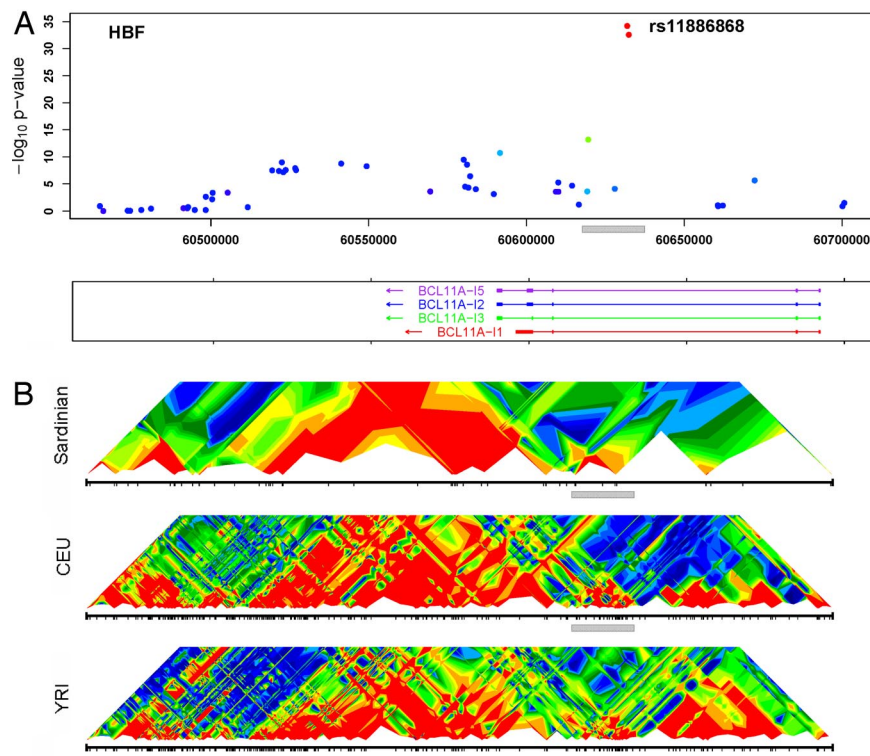 A
HBF
rs11886868
−log10 p−value
35
30
25
20
15
10
5
0
60500000 60550000 60600000 60650000 60700000
BCL11A−I5
BCL11A−I2
BCL11A−I3
BCL11A−I1
B
Sardinian
CEU
YRI